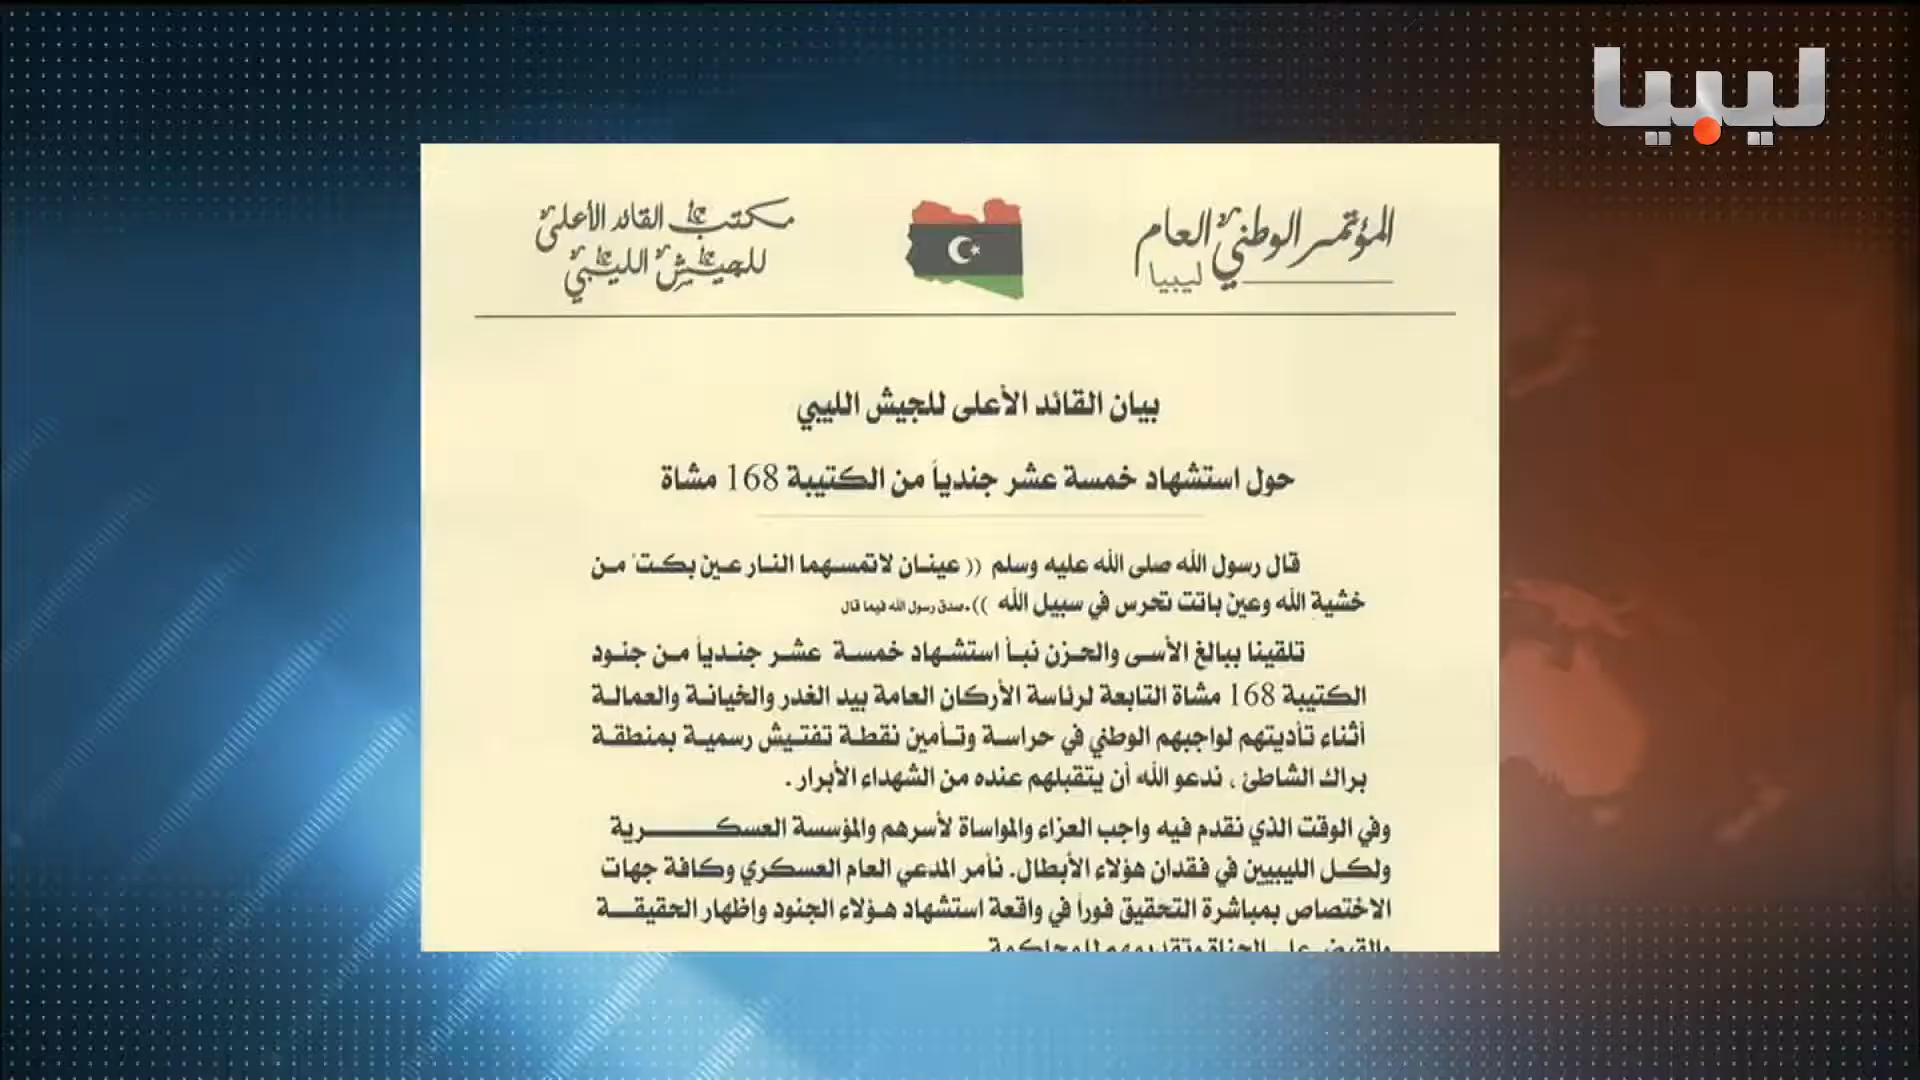 ليبيا
المؤتمر الوطني العام
ليبيا
مكتب القائد الأعلى
للجيش الليبي
بيان القائد الأعلى للجيش الليبي
حول استشهاد خمسة عشر جندياً من الكتيبة 168 مشاة
قال رسول الله صلى الله عليه وسلم (( عينان لاتمسهما النار عين بكت من
خشية الله وعين باتت تحرس في سبيل الله )).صدق رسول الله فيما قال
تلقينا ببالغ الأسى والحزن نبأ استشهاد خمسة عشر جندياً من جنود
الكتيبة 168 مشاة التابعة لرئاسة الأركان العامة بيد الغدر والخيانة والعمالة
أثناء تأديتهم لواجبهم الوطني في حراسة وتأمين نقطة تفتيش رسمية بمنطقة
براك الشاطئ ، ندعو الله أن يتقبلهم عنده من الشهداء الأبرار .
وفي الوقت الذي نقدم فيه واجب العزاء والمواساة لأسرهم والمؤسسة العسكرية
ولكل الليبيين في فقدان هؤلاء الأبطال. نأمر المدعي العام العسكري وكافة جهات
الاختصاص بمباشرة التحقيق فوراً في واقعة استشهاد هؤلاء الجنود وإظهار الحقيقة
والقبض على الجناة وتقديمهم للمحاكمة